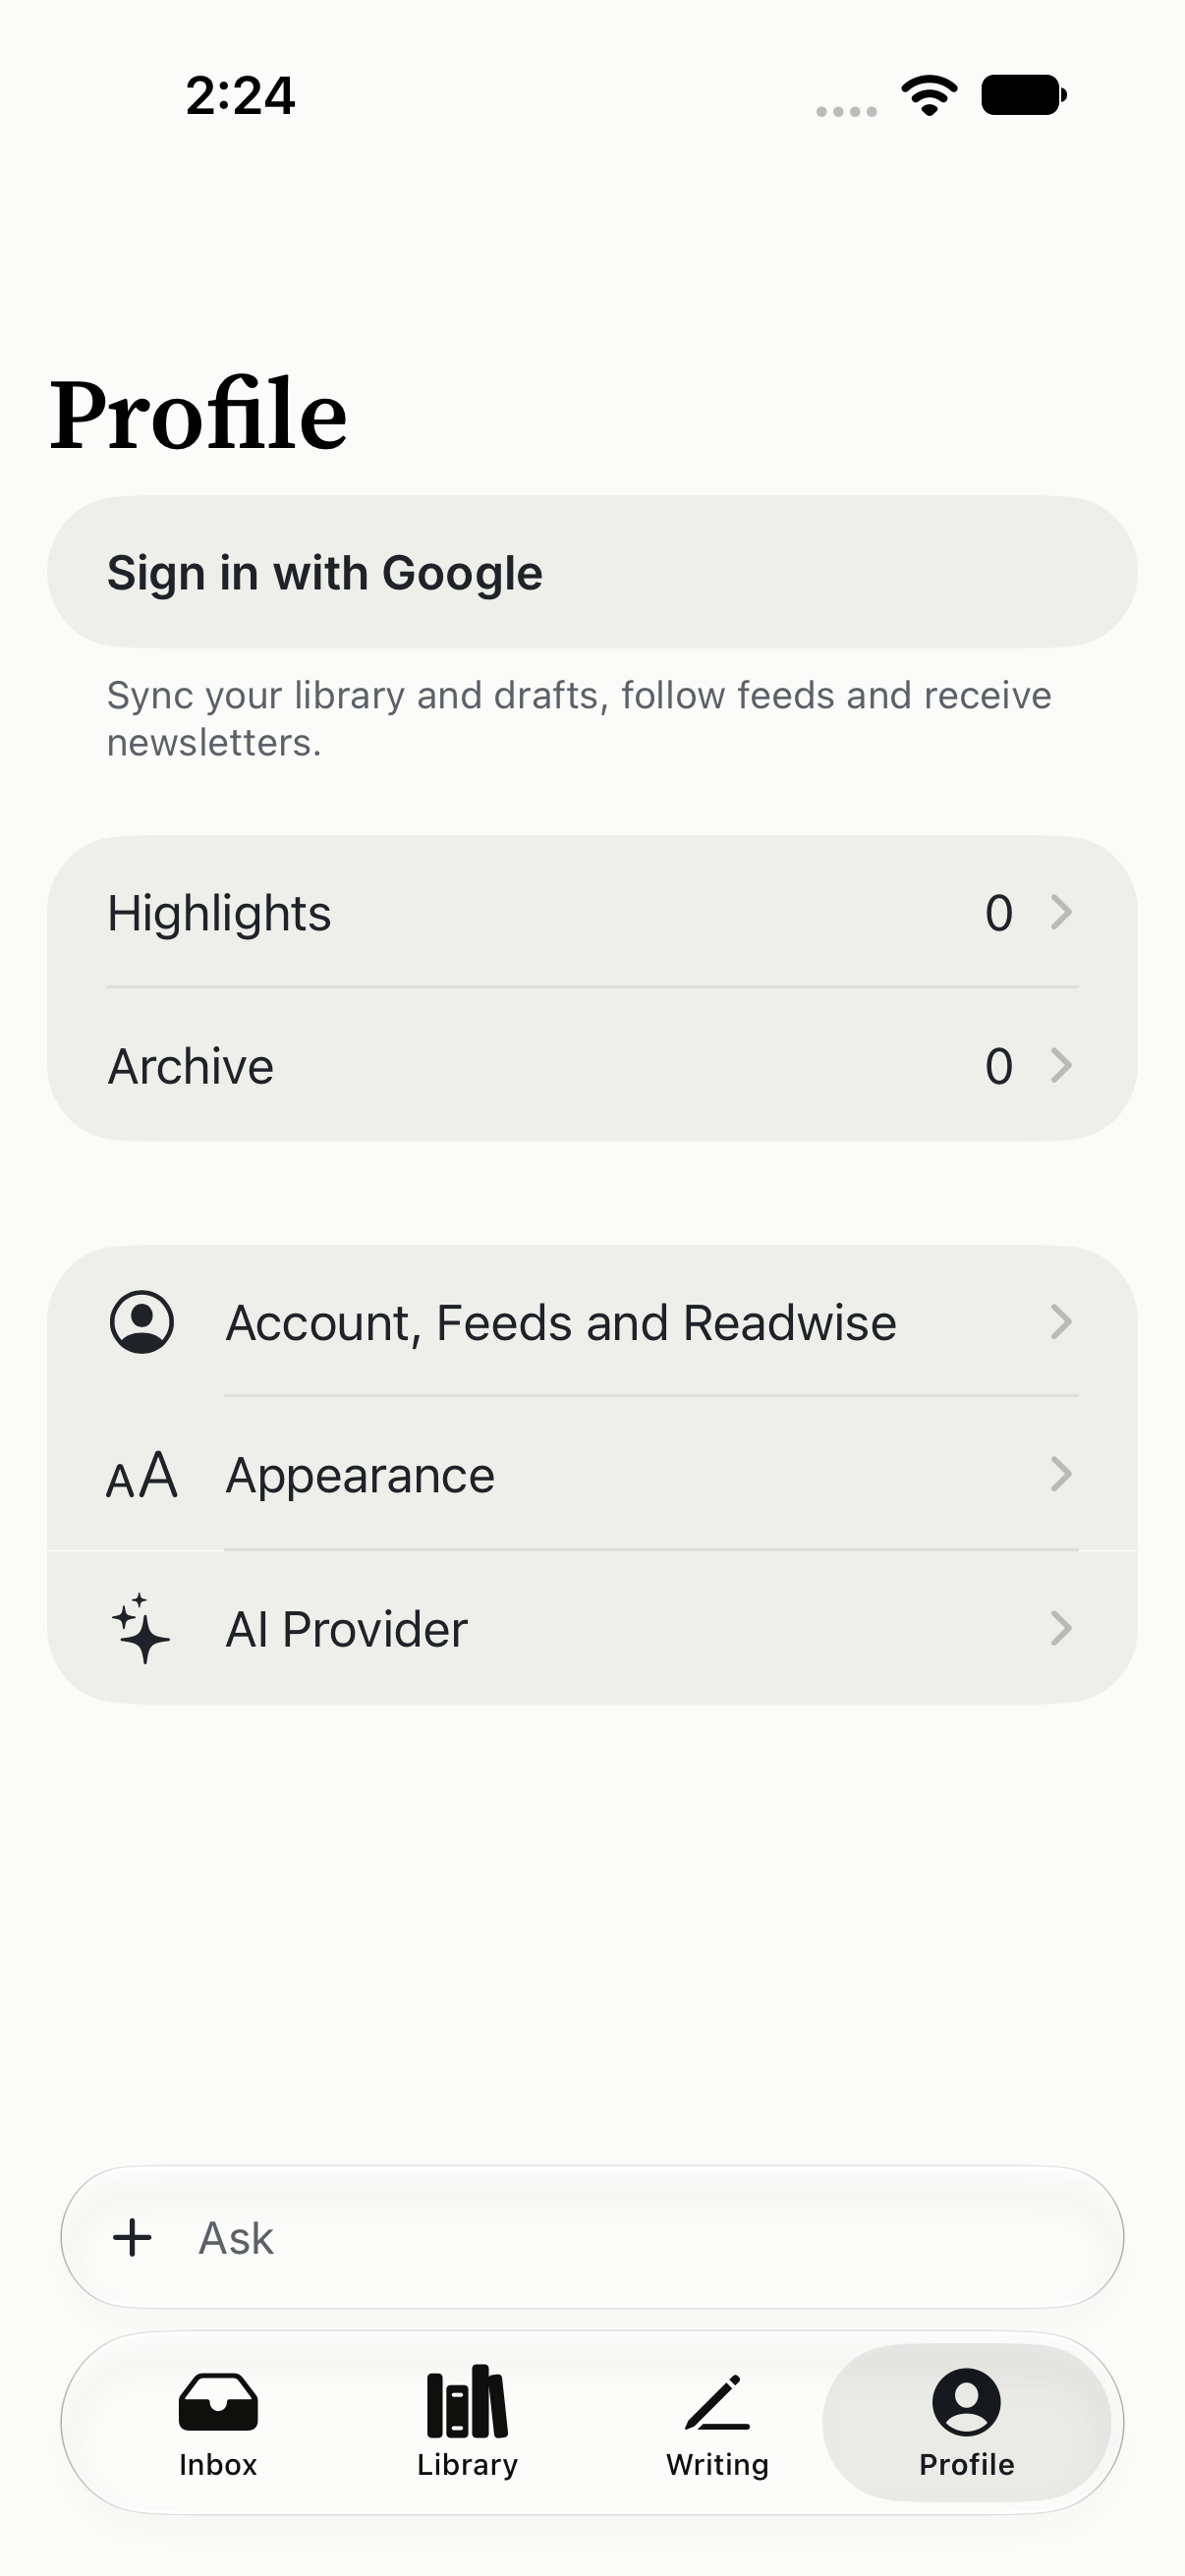 2:24
Profile
Sign in with Google
Sync your library and drafts, follow feeds and receive
newsletters.
Highlights 0
Archive 0
Account, Feeds and Readwise
AA Appearance
AI Provider
Ask
Inbox Library Writing Profile